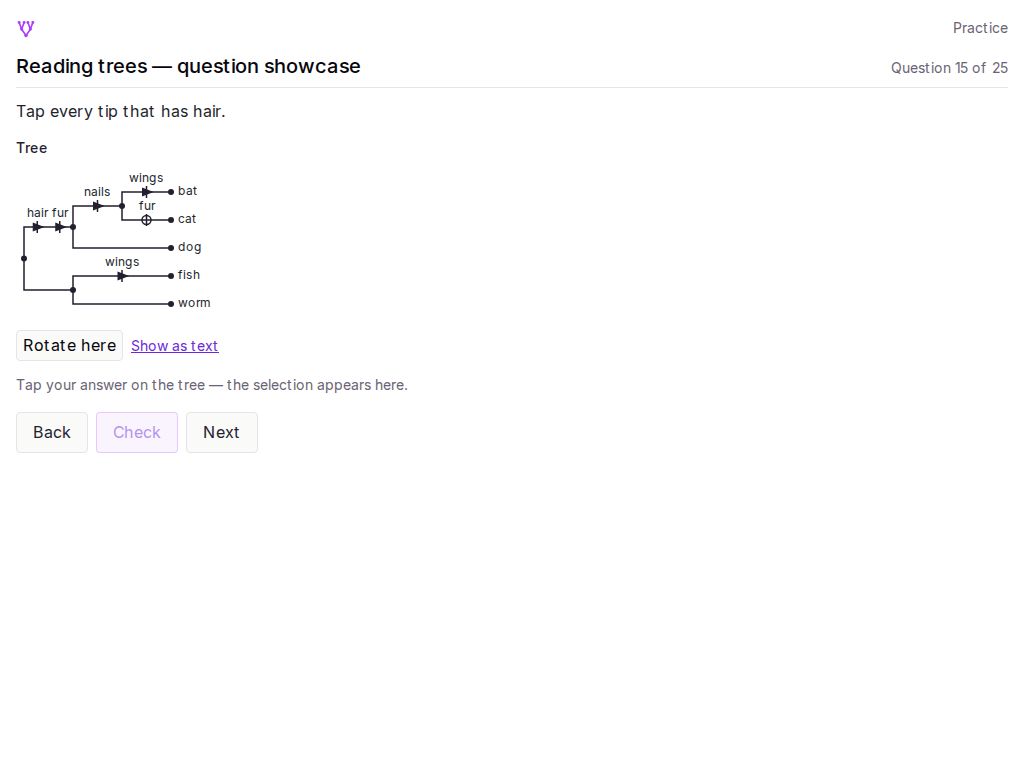 Practice
Reading trees — question showcase
Question 15 of 25
Tap every tip that has hair.
Tree
wings
nails
bat
fur
hair fur
cat
dog
wings
fish
worm
Rotate here
Show as text
Tap your answer on the tree — the selection appears here.
Back
Check
Next